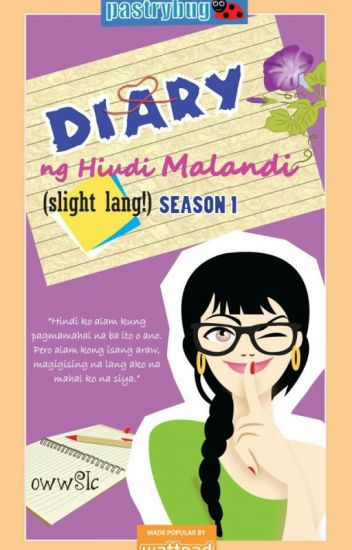 pastrybug
DIARY
ng Hindi Malandi
(slight lang!) SEASON 1
"Hindi ko alam kung
pagmamahal na ba ito o ano.
Pero alam kong isang araw,
magigising na lang ako na
mahal ko na siya."
owwSIc
MADE POPULAR BY
wattpad